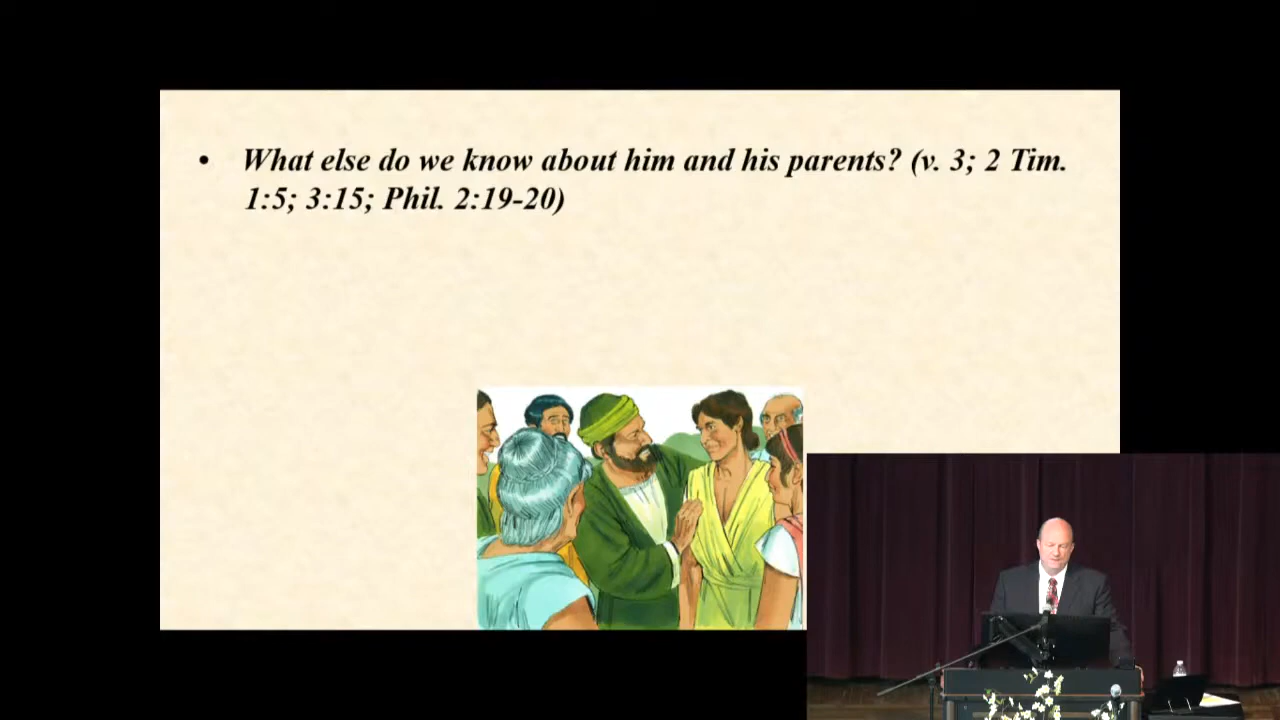 • What else do we know about him and his parents? (v. 3; 2 Tim.
1:5; 3:15; Phil. 2:19-20)